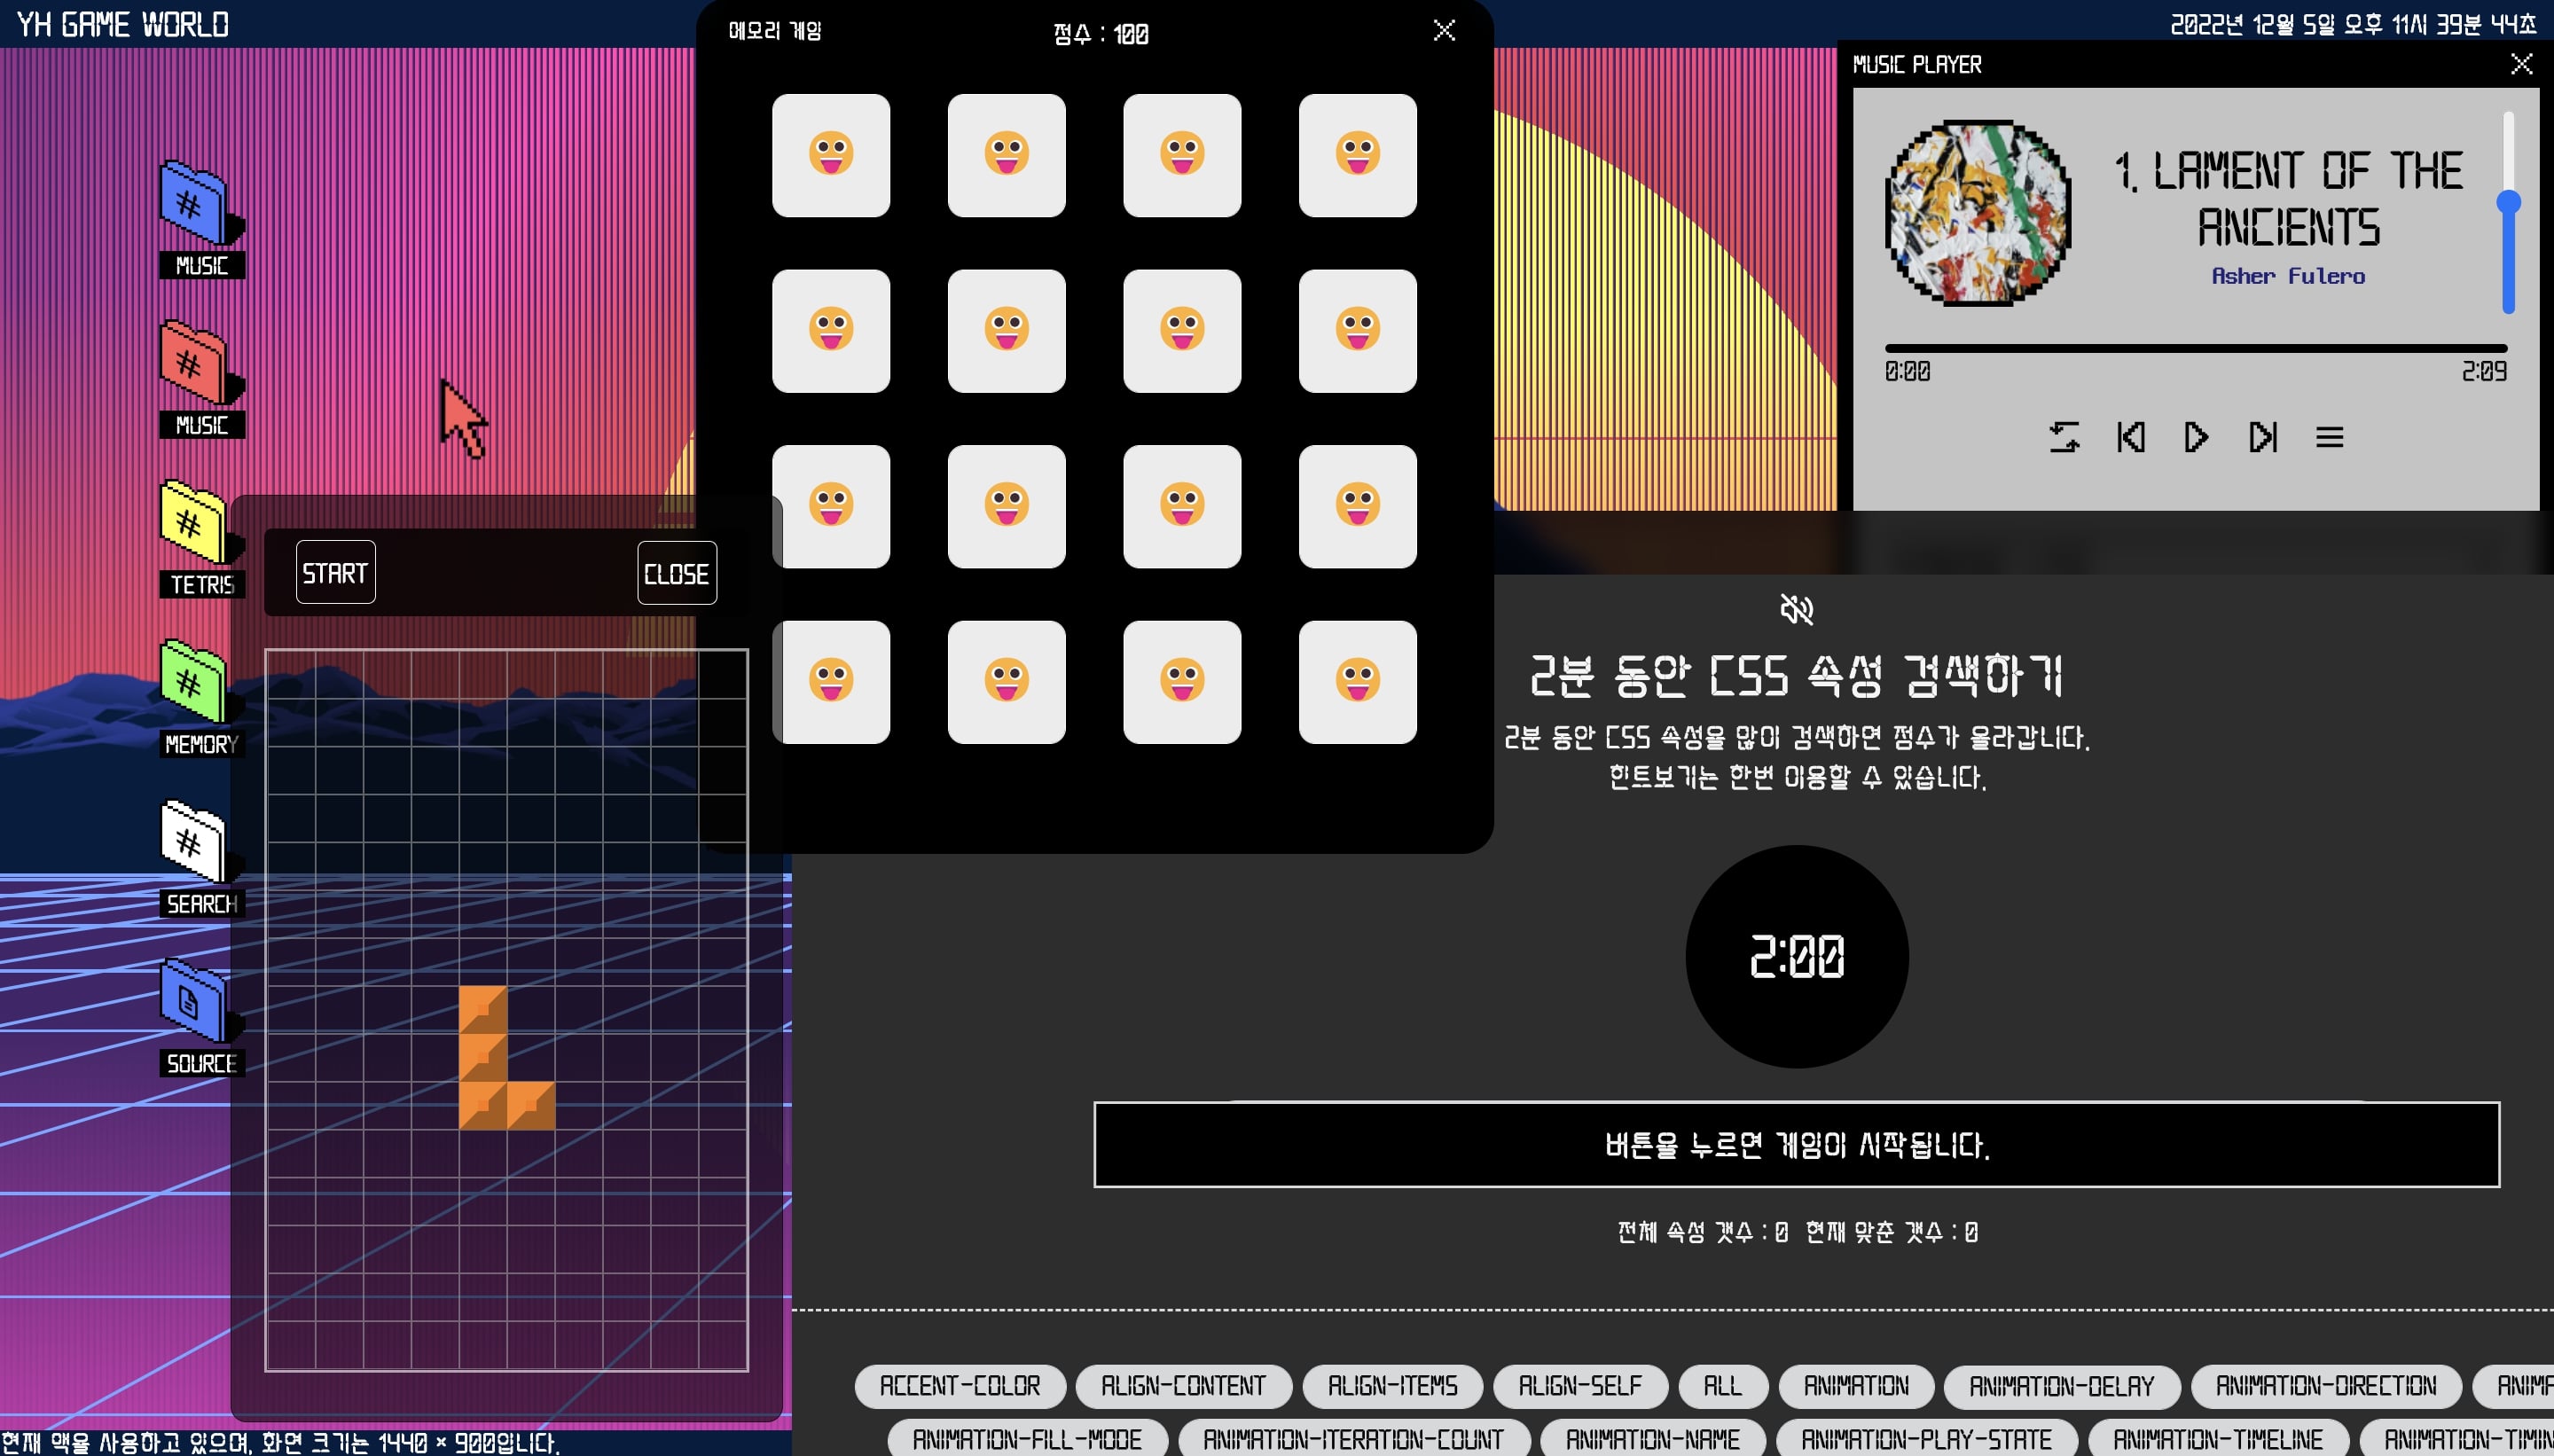 YH GAME WORLD
2022년 12월 5일 오후 11시 39분 44초
메모리 게임
점수 : 100
MUSIC PLAYER
1. LAMENT OF THE
ANCIENTS
Asher Fulero
0:00
2:09
MUSIC
MUSIC
TETRIS
MEMORY
SEARCH
SOURCE
START
CLOSE
2분 동안 CSS 속성 검색하기
2분 동안 CSS 속성을 많이 검색하면 점수가 올라갑니다.
힌트보기는 한번 이용할 수 있습니다.
2:00
버튼을 누르면 게임이 시작됩니다.
전체 속성 갯수 : 0 현재 맞춘 갯수 : 0
ACCENT-COLOR ALIGN-CONTENT ALIGN-ITEMS ALIGN-SELF ALL ANIMATION ANIMATION-DELAY ANIMATION-DIRECTION
ANIMATION-FILL-MODE ANIMATION-ITERATION-COUNT ANIMATION-NAME ANIMATION-PLAY-STATE ANIMATION-TIMELINE
현재 맥을 사용하고 있으며, 화면 크기는 1440 × 900입니다.